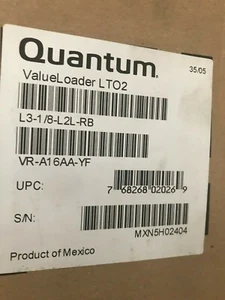 Quantum.
35/05
ValueLoader LTO2
L3-1/8-L2L-RB
VR-A16AA-YF
UPC:
7 68268 02026 9
S/N:
MXN5H02404
Product of Mexico